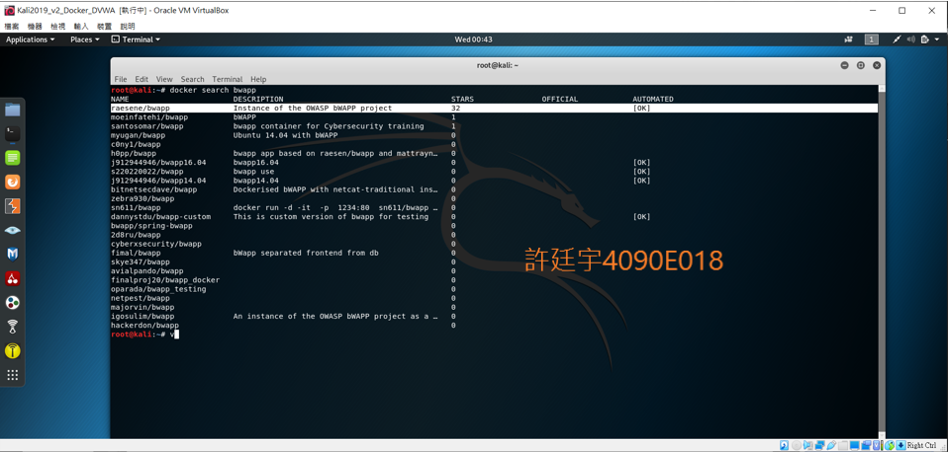 Kali2019_v2_Docker_DVWA [執行中] - Oracle VM VirtualBox
檔案 機器 檢視 輸入 裝置 說明
Applications Places Terminal Wed 00:43 1
root@kali: ~
File Edit View Search Terminal Help
root@kali:~# docker search bwapp
NAME DESCRIPTION STARS OFFICIAL AUTOMATED
raesene/bwapp Instance of the OWASP bWAPP project 32 [OK]
moeinfatehi/bwapp bWAPP 1
santosomar/bwapp bwapp container for Cybersecurity training 1
myugan/bwapp Ubuntu 14.04 with bWAPP 0
c0ny1/bwapp 0
h0pp/bwapp bwapp app based on raesen/bwapp and mattrayn… 0
j912944946/bwapp16.04 bwapp16.04 0 [OK]
s220220022/bwapp bwapp use 0 [OK]
j912944946/bwapp14.04 bwapp14.04 0 [OK]
bitnetsecdave/bwapp Dockerised bWAPP with netcat-traditional ins… 0
zebra930/bwapp 0
sn611/bwapp docker run -d -it -p 1234:80 sn611/bwapp … 0
dannystdu/bwapp-custom This is custom version of bwapp for testing 0 [OK]
bwapp/spring-bwapp 0
2d8ru/bwapp 0
cyberxsecurity/bwapp 0
fimal/bwapp bWapp separated frontend from db 0
skye347/bwapp 0
avialpando/bwapp 0
finalproj20/bwapp_docker 0
oparada/bwapp_testing 0
netpest/bwapp 0
majorvin/bwapp 0
igosulim/bwapp An instance of the OWASP bWAPP project as a … 0
hackerdon/bwapp 0
root@kali:~# v
許廷宇4090E018
Right Ctrl